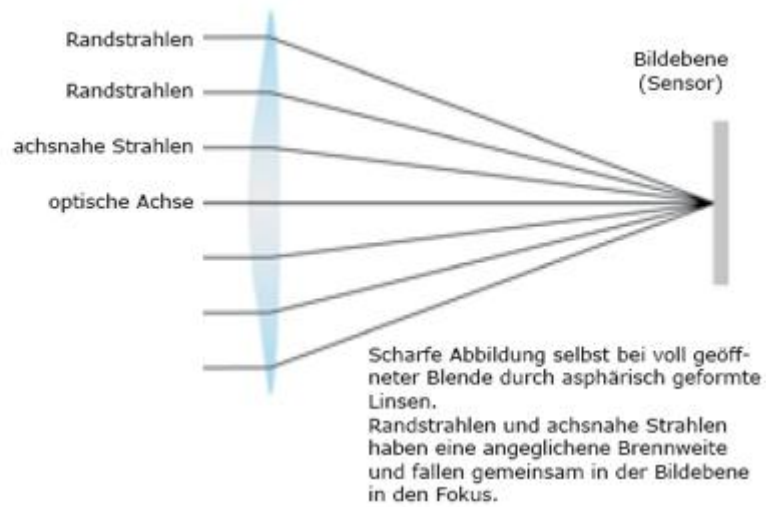 Randstrahlen
Bildebene
(Sensor)
Randstrahlen
achsnahe Strahlen
optische Achse
Scharfe Abbildung selbst bei voll geöff-
neter Blende durch asphärisch geformte
Linsen.
Randstrahlen und achsnahe Strahlen
haben eine angeglichene Brennweite
und fallen gemeinsam in der Bildebene
in den Fokus.